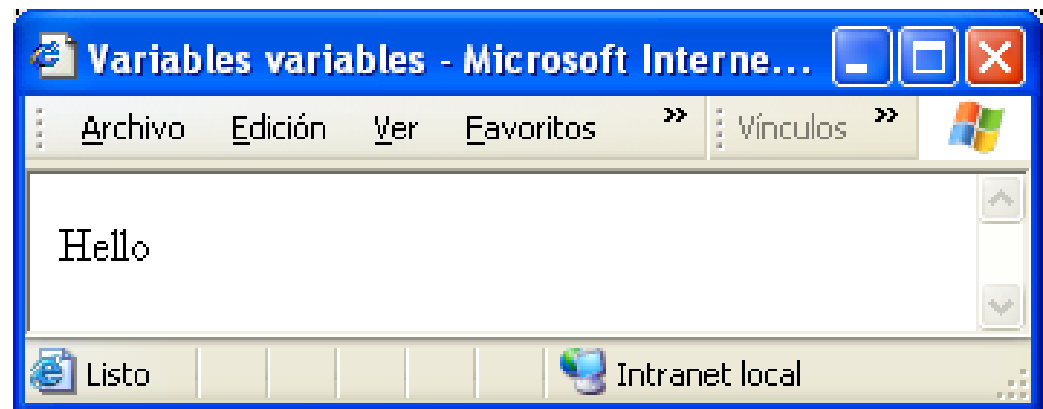 Variables variables - Microsoft Interne...
Archivo Edición Ver Favoritos » Vínculos »
Hello
Listo Intranet local